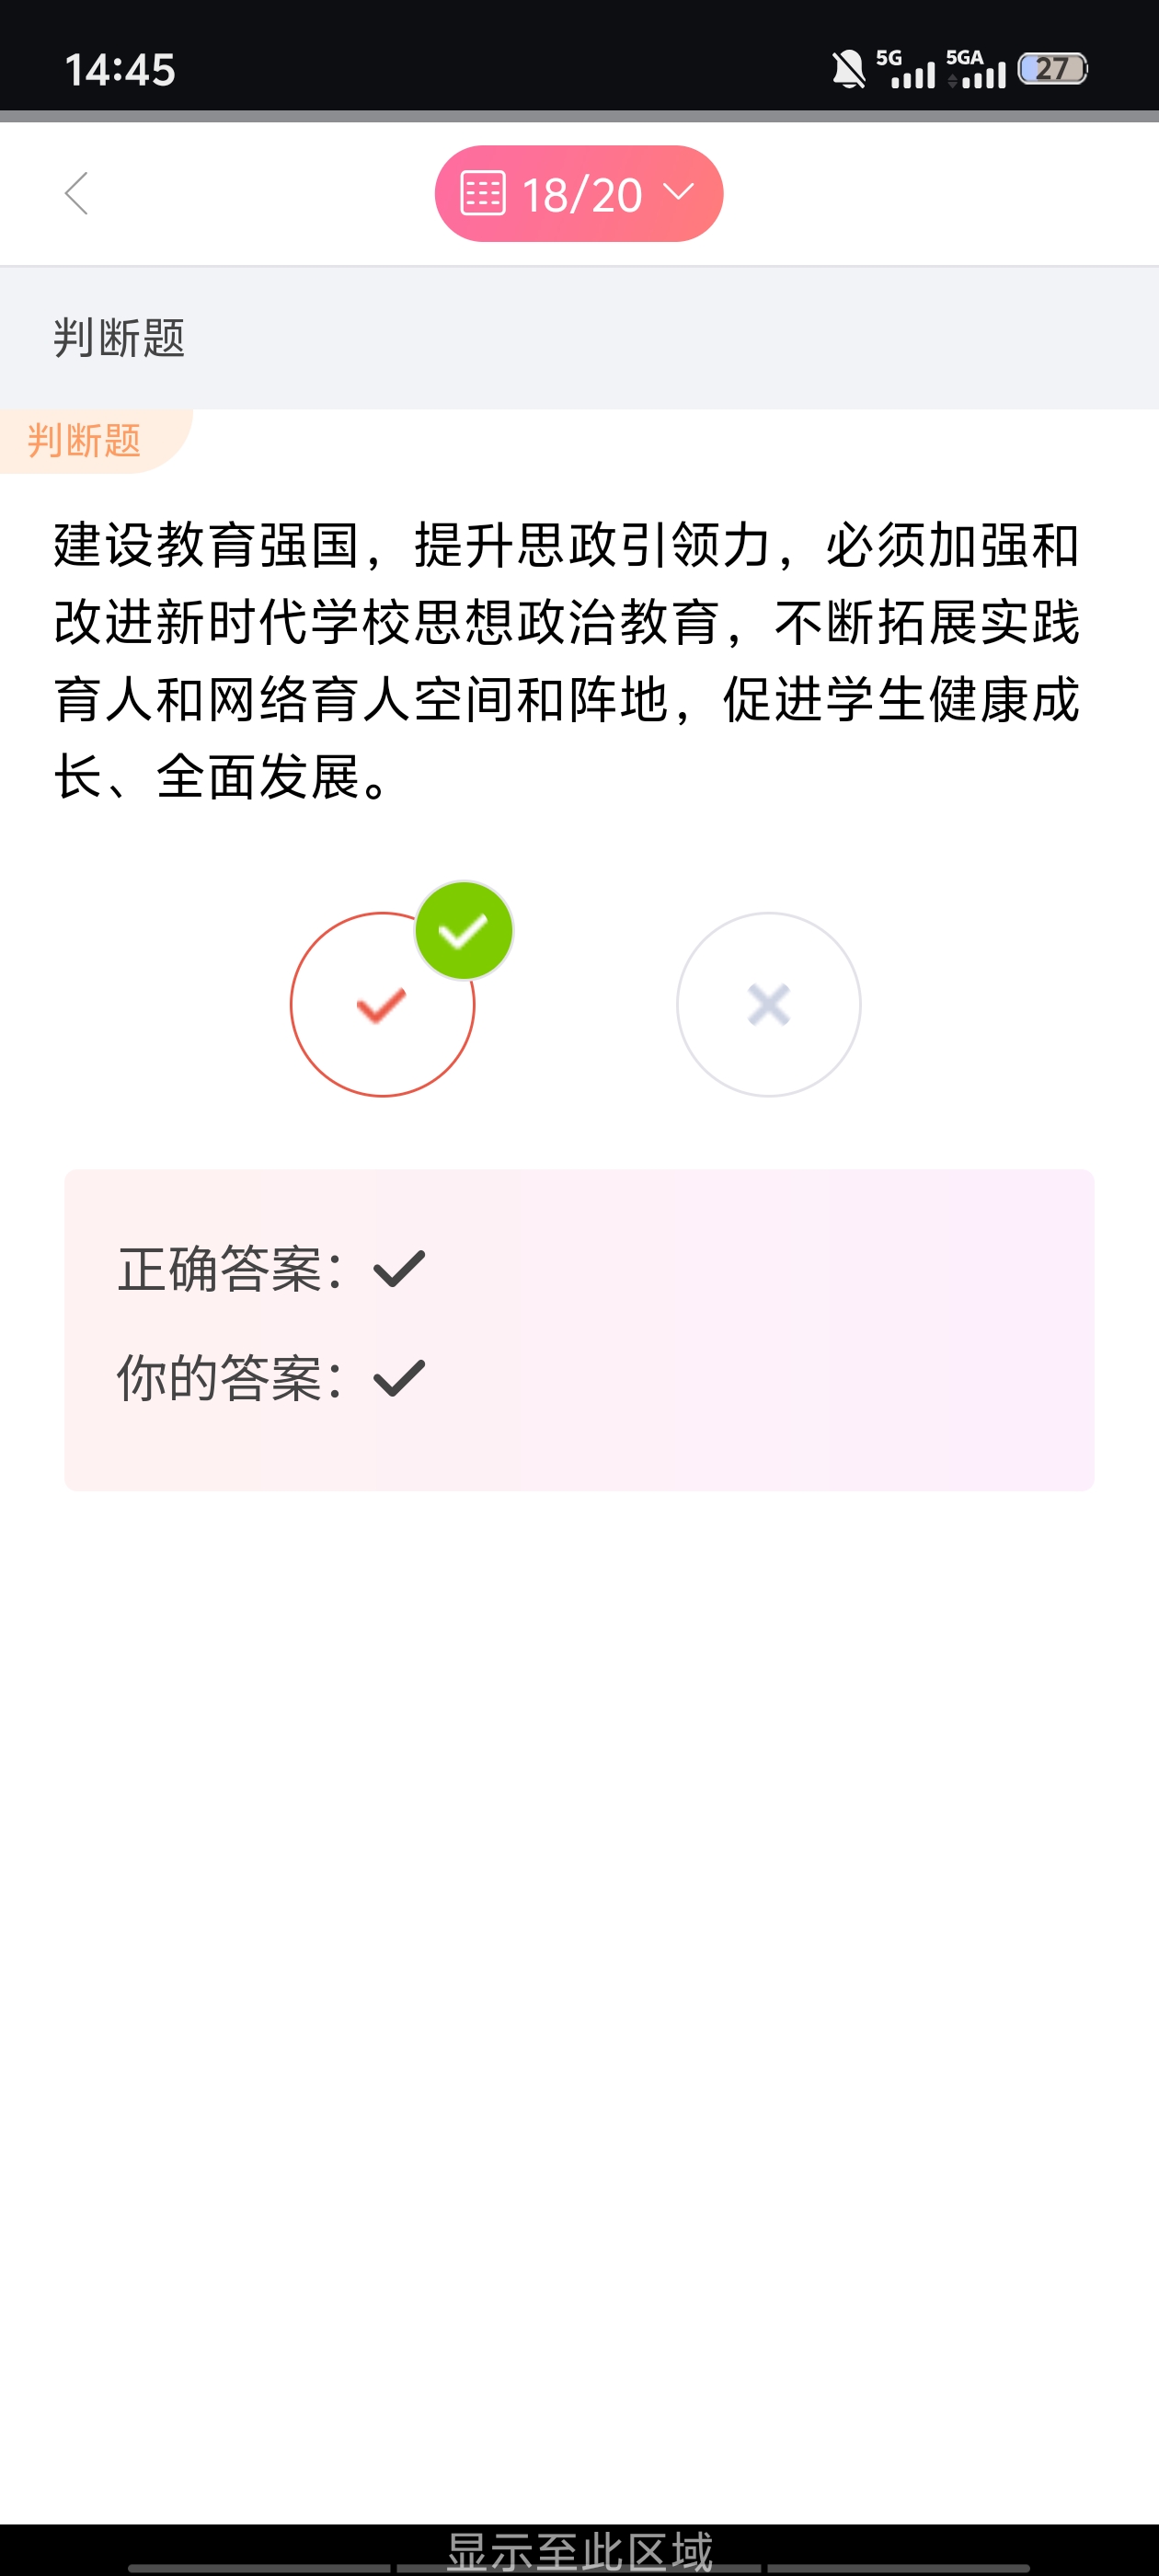 14:45
5G
5GA
27
18/20
判断题
判断题
建设教育强国，提升思政引领力，必须加强和
改进新时代学校思想政治教育，不断拓展实践
育人和网络育人空间和阵地，促进学生健康成
长、全面发展。
正确答案：
你的答案：
显示至此区域